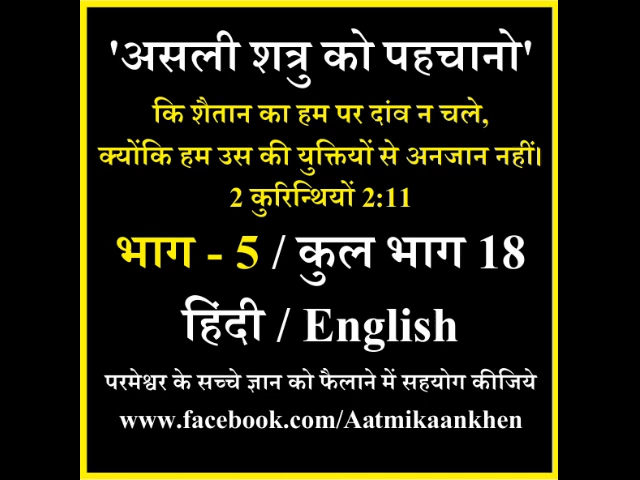 'असली शत्रु को पहचानो'
कि शैतान का हम पर दांव न चले,
क्योंकि हम उस की युक्तियों से अनजान नहीं।
2 कुरिन्थियों 2:11
भाग - 5 / कुल भाग 18
हिंदी / English
परमेश्वर के सच्चे ज्ञान को फैलाने में सहयोग कीजिये
www.facebook.com/Aatmikaankhen